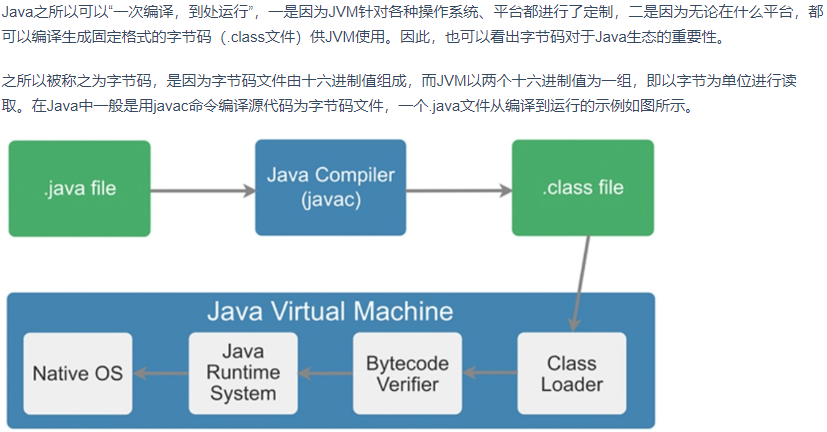 Java之所以可以“一次编译，到处运行”，一是因为JVM针对各种操作系统、平台都进行了定制，二是因为无论在什么平台，都
可以编译生成固定格式的字节码（.class文件）供JVM使用。因此，也可以看出字节码对于Java生态的重要性。
之所以被称之为字节码，是因为字节码文件由十六进制值组成，而JVM以两个十六进制值为一组，即以字节为单位进行读
取。在Java中一般是用javac命令编译源代码为字节码文件，一个.java文件从编译到运行的示例如图所示。
.java file
Java Compiler
(javac)
.class file
Java Virtual Machine
Native OS
Java
Runtime
System
Bytecode
Verifier
Class
Loader